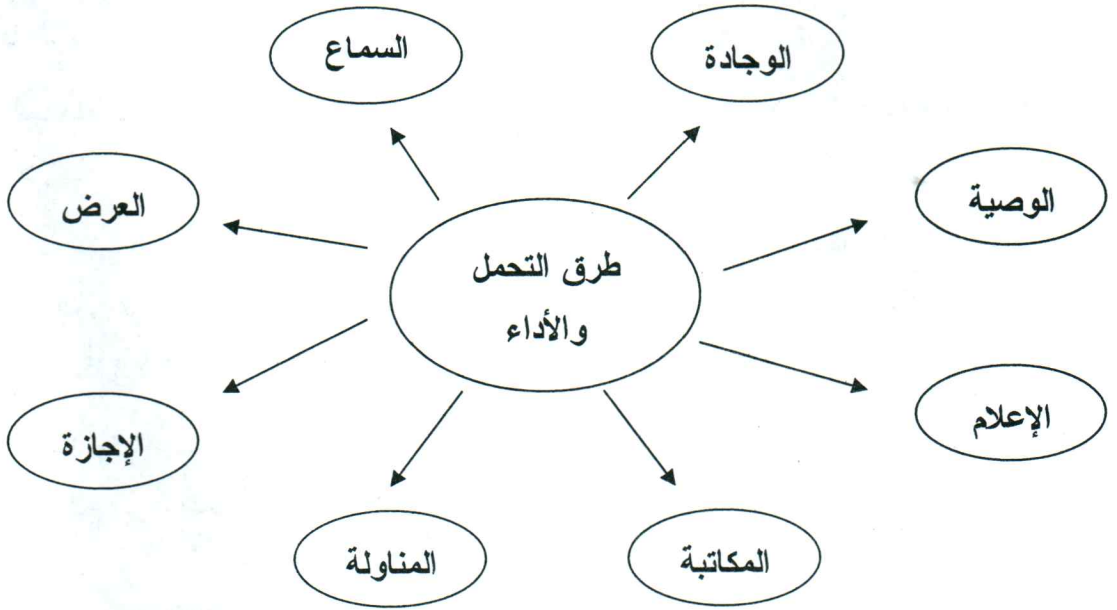 السماع
الوجادة
العرض
الوصية
طرق التحمل
والأداء
الإجازة
الإعلام
المناولة
المكاتبة